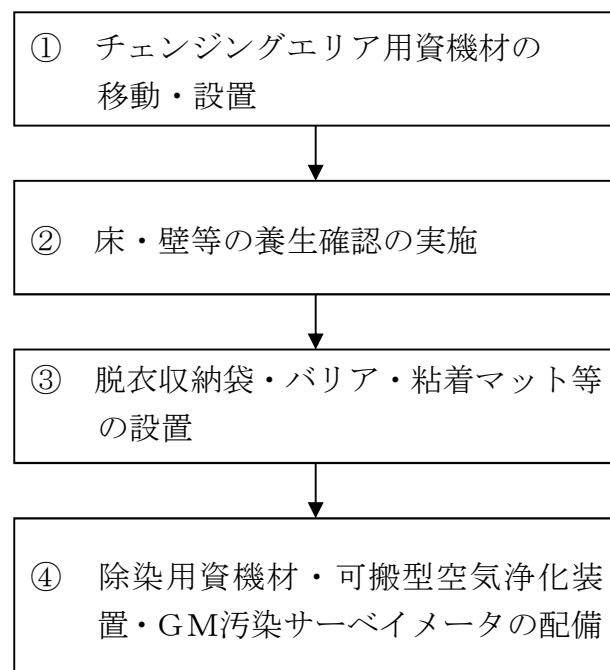 ① チェンジングエリア用資機材の
移動・設置
② 床・壁等の養生確認の実施
③ 脱衣収納袋・バリア・粘着マット等
の設置
④ 除染用資機材・可搬型空気浄化装
置・GM汚染サーベイメータの配備